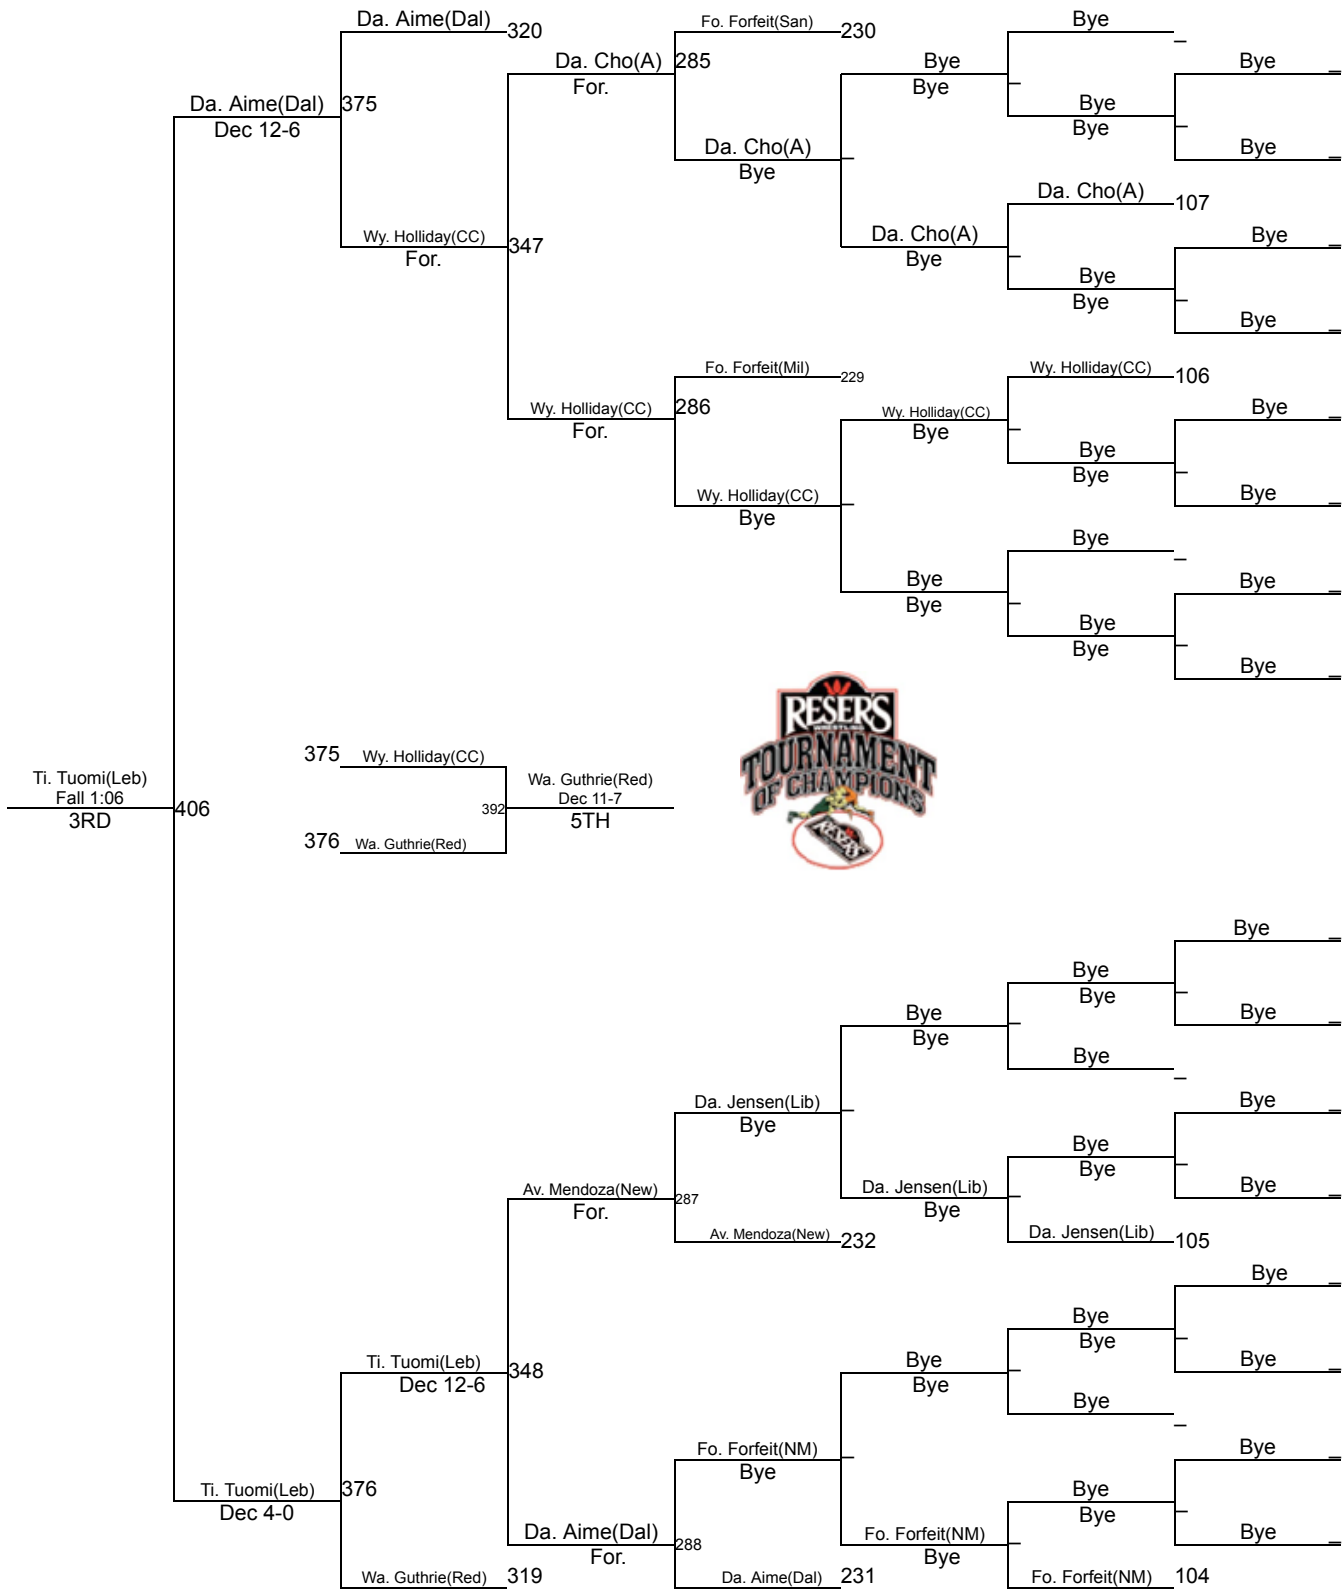 Da. Aime(Dal) 320
Fo. Forfeit(San) 230
Bye _
Da. Cho(A) 285
For.
Bye
Bye
Bye _
Da. Aime(Dal) 375
Dec 12-6
Bye
Bye
Da. Cho(A)
Bye
Bye _
Da. Cho(A) 107
Wy. Holliday(CC) 347
For.
Da. Cho(A)
Bye
Bye _
Bye
Bye
Bye _
Fo. Forfeit(Mil) 229
Wy. Holliday(CC) 106
Wy. Holliday(CC) 286
For.
Wy. Holliday(CC)
Bye
Bye _
Bye
Bye
Wy. Holliday(CC)
Bye
Bye _
Bye _
Bye
Bye
Bye _
Bye
Bye
Bye _
RESER'S
WRESTLING
TOURNAMENT
OF CHAMPIONS
RESER'S
375 Wy. Holliday(CC)
Ti. Tuomi(Leb)
Fall 1:06
3RD
406
392
Wa. Guthrie(Red)
Dec 11-7
5TH
376 Wa. Guthrie(Red)
Bye _
Bye
Bye
Bye
Bye
Bye _
Bye _
Da. Jensen(Lib)
Bye
Bye _
Bye
Bye
Av. Mendoza(New) 287
For.
Da. Jensen(Lib)
Bye
Bye _
Av. Mendoza(New) 232
Da. Jensen(Lib) 105
Bye _
Bye
Bye
Ti. Tuomi(Leb) 348
Dec 12-6
Bye
Bye
Bye _
Bye _
Fo. Forfeit(NM)
Bye
Bye _
Ti. Tuomi(Leb) 376
Dec 4-0
Bye
Bye
Da. Aime(Dal) 288
For.
Fo. Forfeit(NM)
Bye
Bye _
Wa. Guthrie(Red) 319
Da. Aime(Dal) 231
Fo. Forfeit(NM) 104